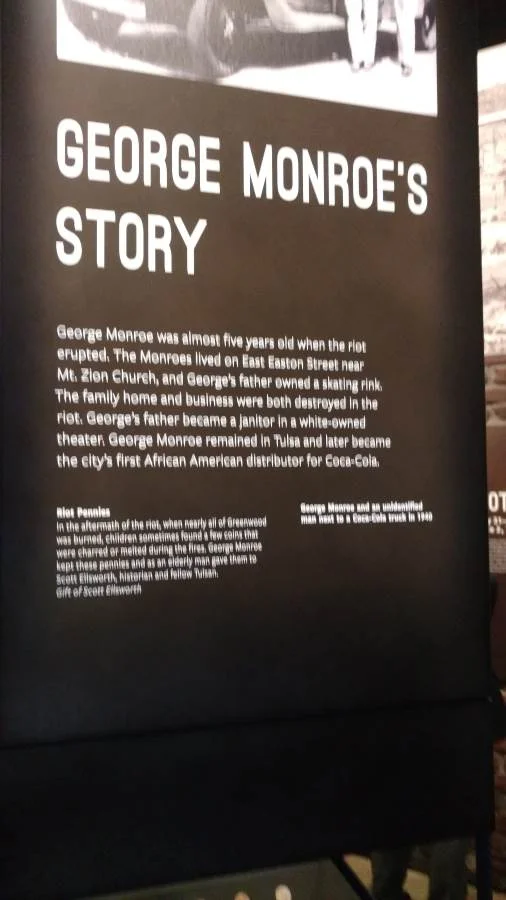 GEORGE MONROE'S
STORY
George Monroe was almost five years old when the riot
erupted. The Monroes lived on East Easton Street near
Mt. Zion Church, and George's father owned a skating rink.
The family home and business were both destroyed in the
riot. George's father became a janitor in a white-owned
theater. George Monroe remained in Tulsa and later became
the city's first African American distributor for Coca-Cola.
Riot Pennies
In the aftermath of the riot, when nearly all of Greenwood
was burned, children sometimes found a few coins that
were charred or melted during the fires. George Monroe
kept these pennies and as an elderly man gave them to
Scott Ellsworth, historian and fellow Tulsan.
Gift of Scott Ellsworth
George Monroe and an unidentified
man next to a Coca-Cola truck in 1940
OT